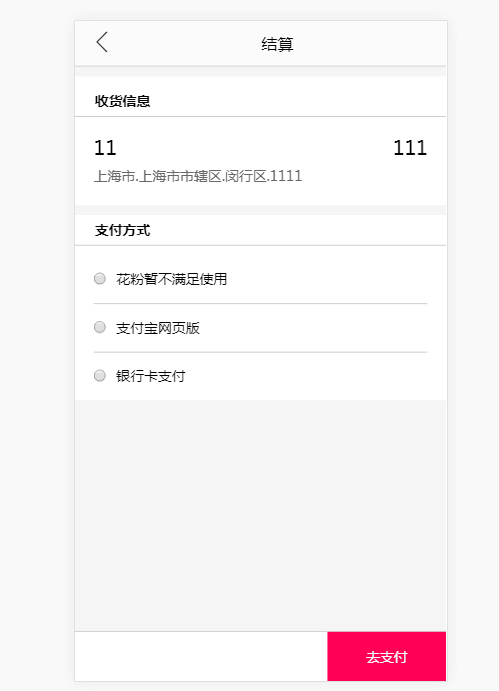 结算
收货信息
11 111
上海市.上海市市辖区.闵行区.1111
支付方式
花粉暂不满足使用
支付宝网页版
银行卡支付
去支付